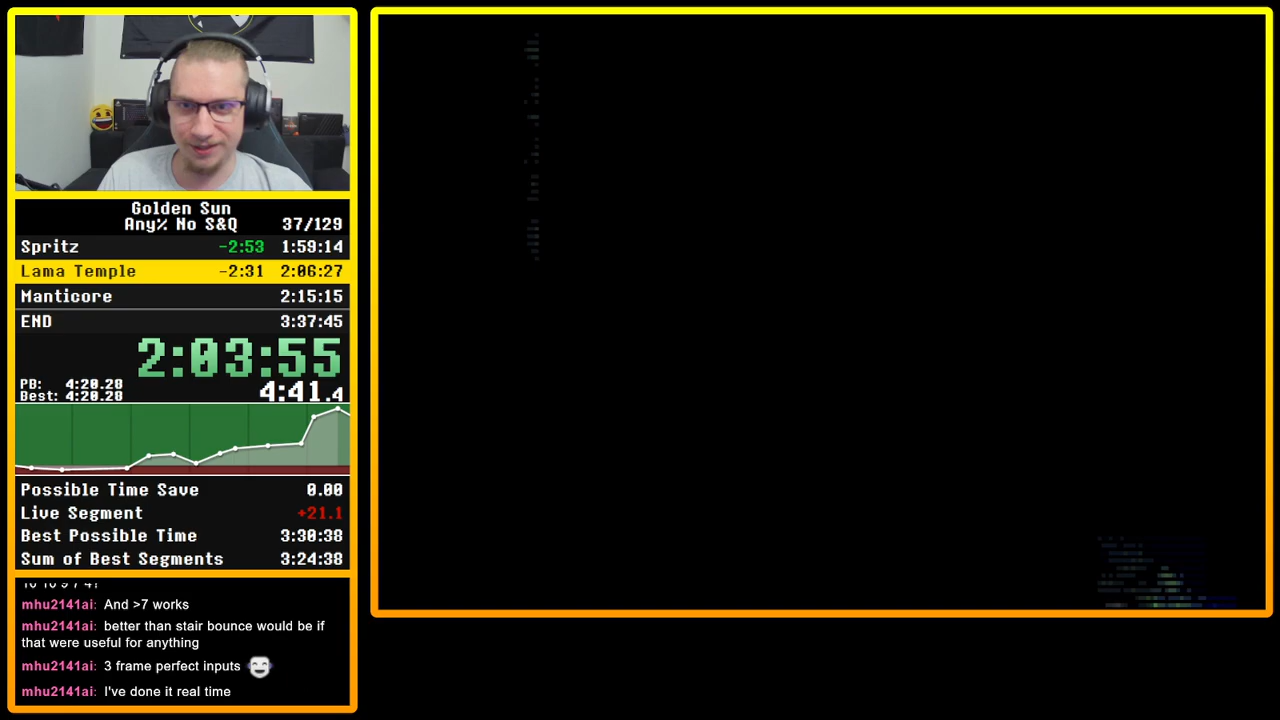 Golden Sun
Any% No S&Q 37/129
Spritz -2:53 1:59:14
Lama Temple -2:31 2:06:27
Manticore 2:15:15
END 3:37:45
2:03:55
PB: 4:20.28
Best: 4:20.28
4:41.4
Possible Time Save 0.00
Live Segment +21.1
Best Possible Time 3:30:38
Sum of Best Segments 3:24:38
mhu2141ai: And >7 works
mhu2141ai: better than stair bounce would be if
that were useful for anything
mhu2141ai: 3 frame perfect inputs
mhu2141ai: I've done it real time